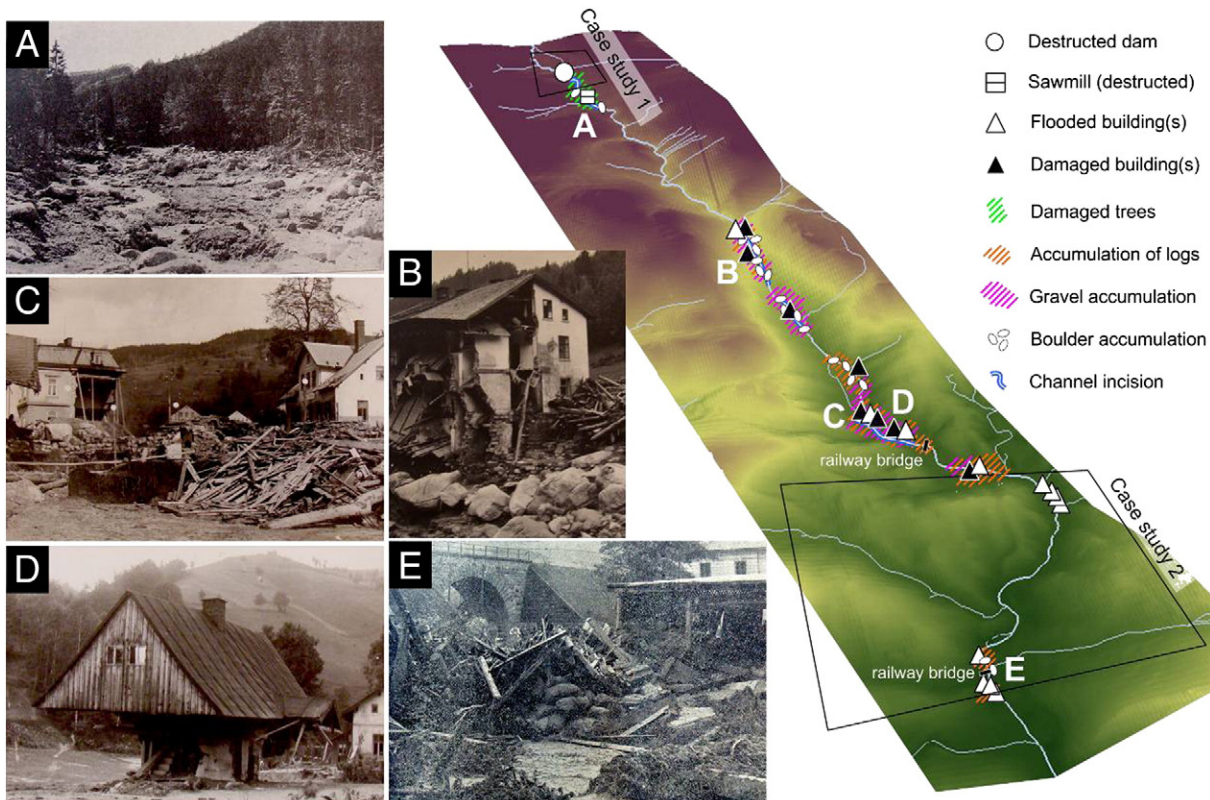 A
C
D
B
E
Case study 1
A
B
C
D
railway bridge
Case study 2
railway bridge
E
Destructed dam
Sawmill (destructed)
Flooded building(s)
Damaged building(s)
Damaged trees
Accumulation of logs
Gravel accumulation
Boulder accumulation
Channel incision